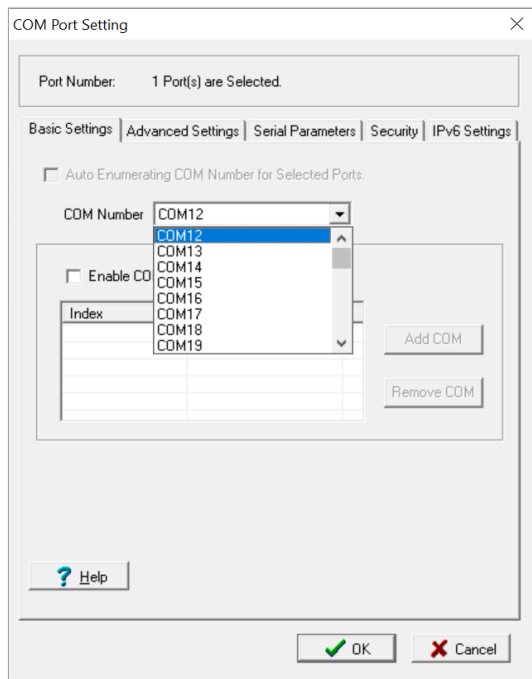 COM Port Setting
Port Number: 1 Port(s) are Selected.
Basic Settings Advanced Settings Serial Parameters Security IPv6 Settings
Auto Enumerating COM Number for Selected Ports.
COM Number COM12
COM12
COM13
COM14
Enable CO COM15
COM16
Index COM17
COM18
COM19
Add COM
Remove COM
? Help
OK Cancel